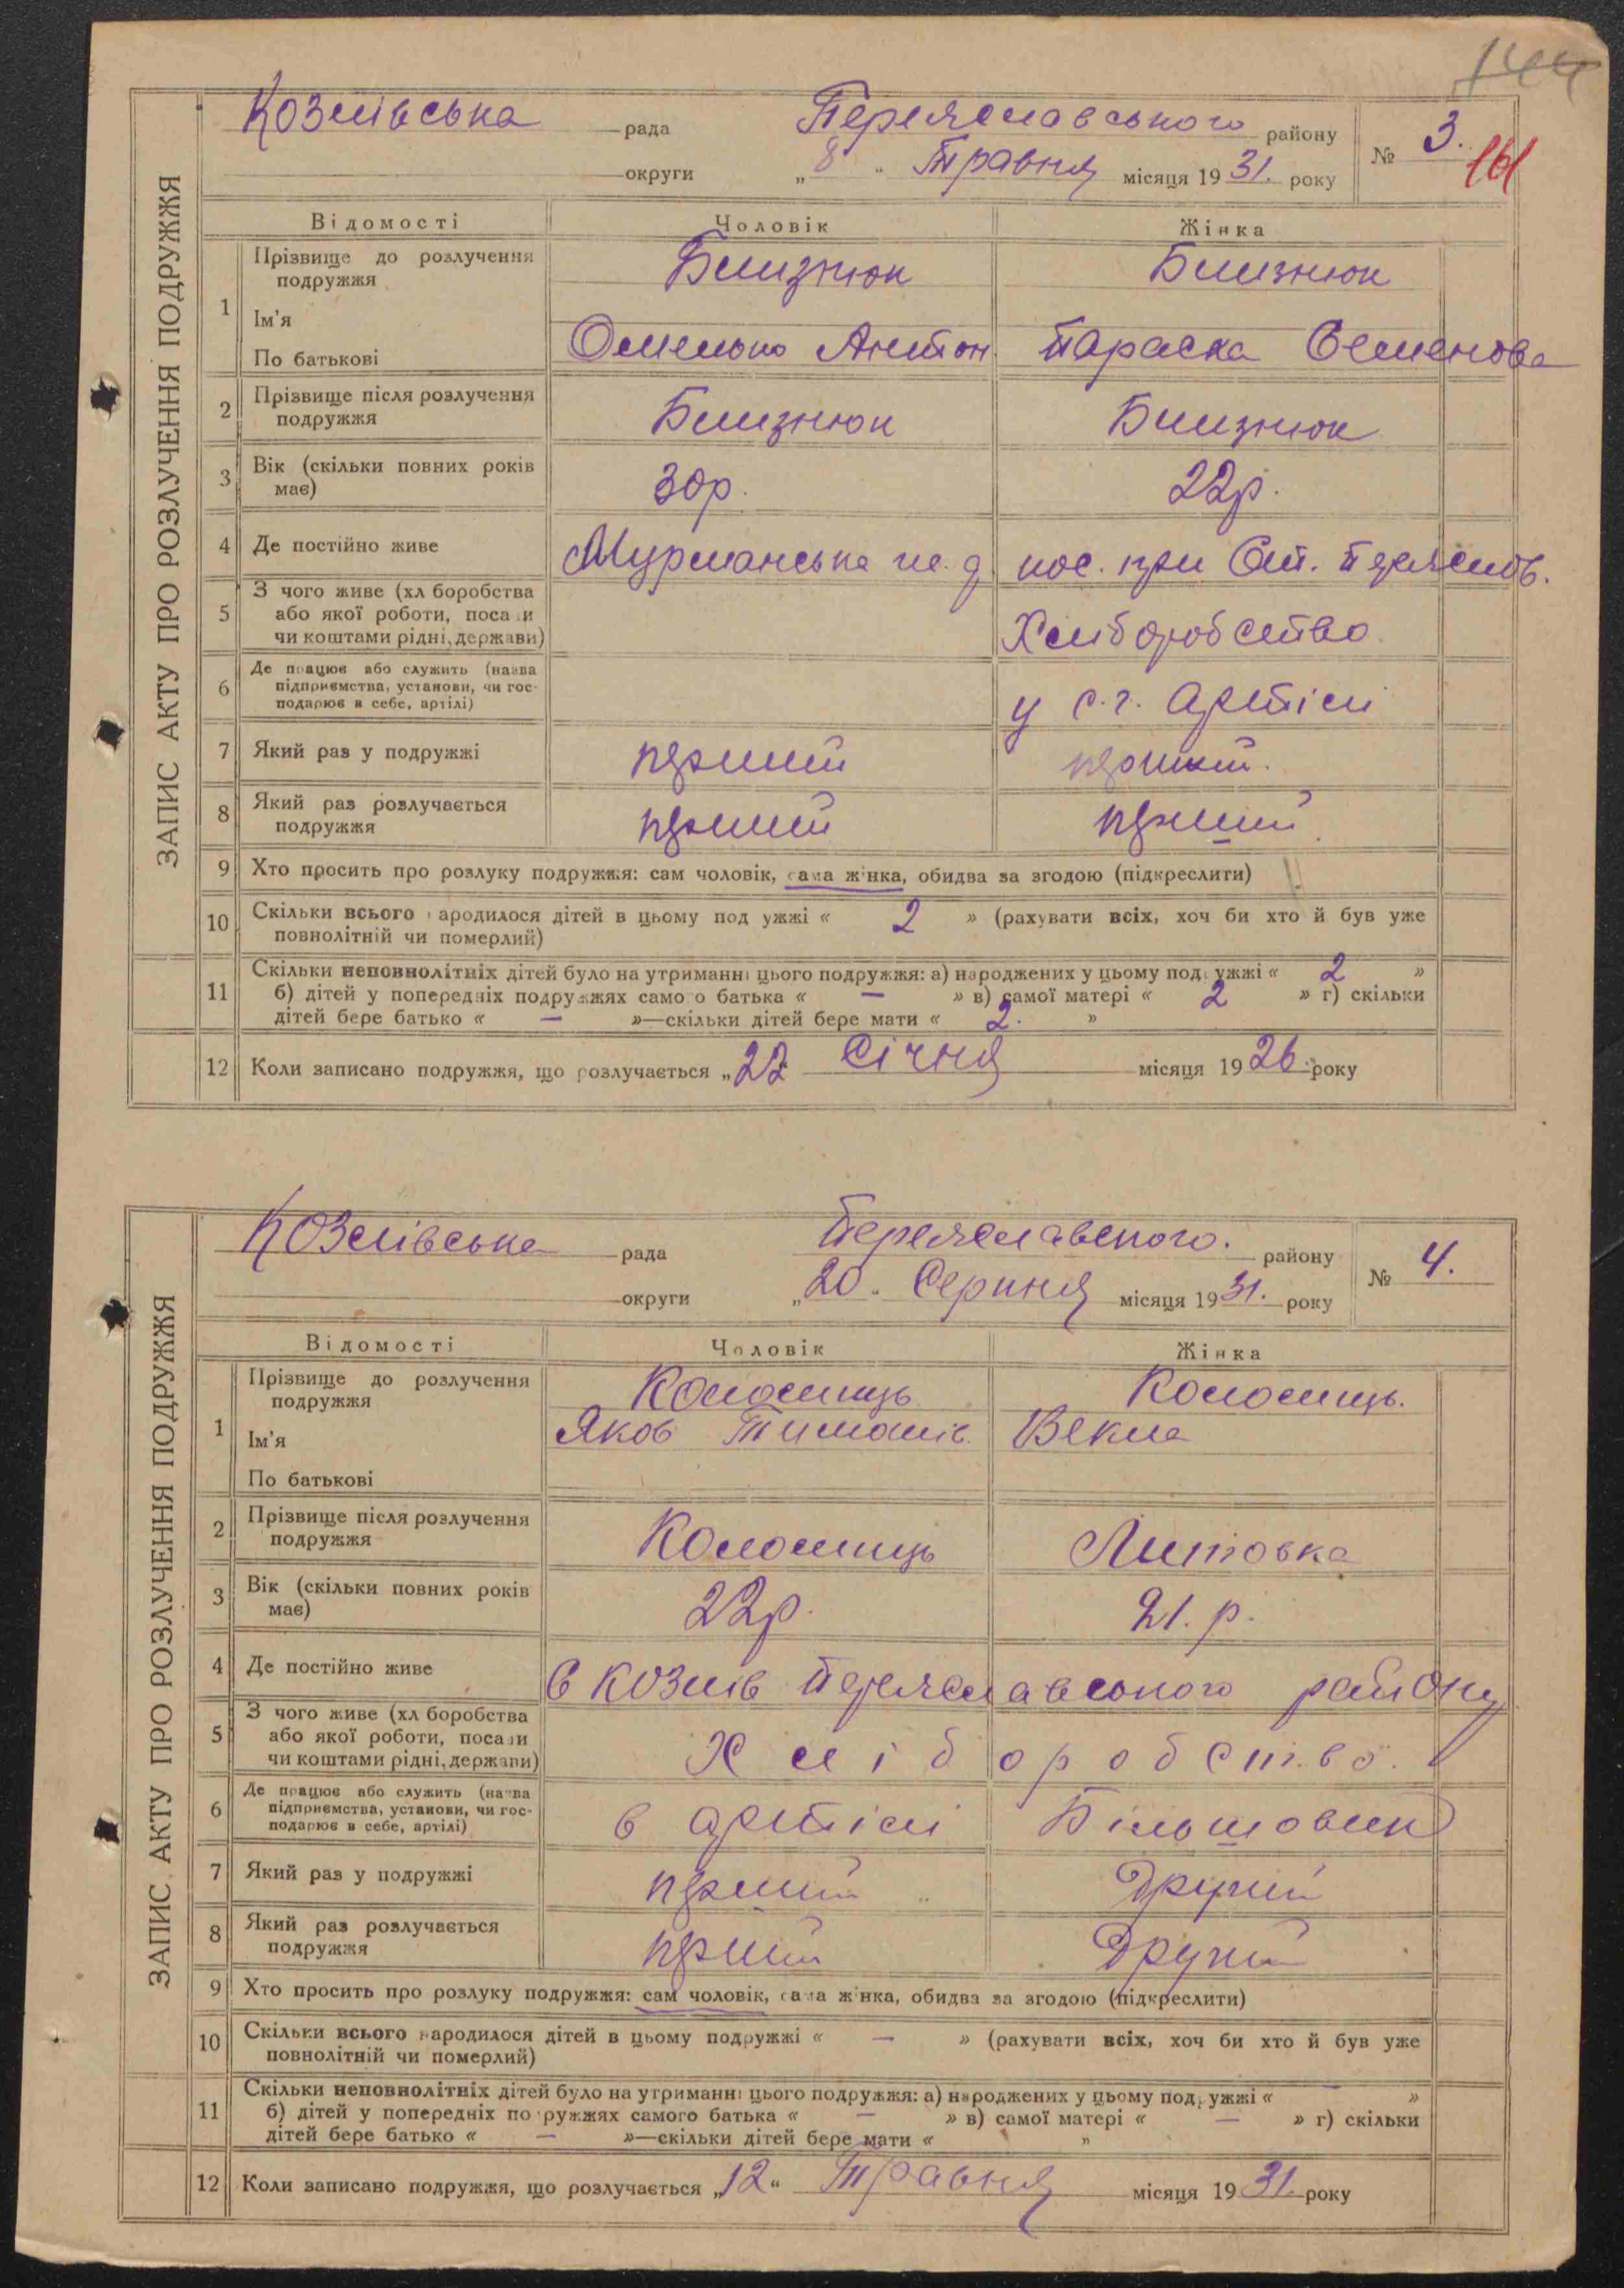 144
ЗАПИС АКТУ ПРО РОЗЛУЧЕННЯ ПОДРУЖЖЯ
Козлівська рада Переяславського району № 3. 161
округи „8“ Травня місяця 1931. року
Відомості Чоловік Жінка
1 Прізвище до розлучення подружжя Близнюк Близнюк
Ім'я
По батькові Омелько Антон. Параска Семенова
2 Прізвище після розлучення подружжя Близнюк Близнюк
3 Вік (скільки повних років має) 30р. 22р.
4 Де постійно живе Мурманська пос. при Ст. Переяслов.
5 З чого живе (хліборобства або якої роботи, посади чи коштами рідні, держави) Хліборобство.
6 Де працює або служить (назва підприємства, установи, чи господарює в себе, артілі) у с.г. артілі
7 Який раз у подружжі перший перший.
8 Який раз розлучається подружжя перший перший.
9 Хто просить про розлуку подружжя: сам чоловік, сама жінка, обидва за згодою (підкреслити)
10 Скільки всього народилося дітей в цьому подружжі « 2 » (рахувати всіх, хоч би хто й був уже
повнолітній чи померлий)
11 Скільки неповнолітніх дітей було на утриманні цього подружжя: а) народжених у цьому подружжі « 2 »
б) дітей у попередніх подружжях самого батька « — » в) самої матері « 2 » г) скільки
дітей бере батько « — »—скільки дітей бере мати « 2. »
12 Коли записано подружжя, що розлучається „22 Січня місяця 1926. року
ЗАПИС АКТУ ПРО РОЗЛУЧЕННЯ ПОДРУЖЖЯ
Козлівська рада Переяславського. району № 4.
округи „20“ Серпня місяця 1931. року
Відомості Чоловік Жінка
1 Прізвище до розлучення подружжя Коломиць Коломиць.
Ім'я Яков Тимошів. Векла
По батькові
2 Прізвище після розлучення подружжя Коломиць Литовка
3 Вік (скільки повних років має) 22р. 21.р.
4 Де постійно живе с Козлів Переяславського району
5 З чого живе (хліборобства або якої роботи, посади чи коштами рідні, держави) Хліборобство.
6 Де працює або служить (назва підприємства, установи, чи господарює в себе, артілі) в артілі Більшовик
7 Який раз у подружжі перший Другий
8 Який раз розлучається подружжя перший Другий
9 Хто просить про розлуку подружжя: сам чоловік, сама жінка, обидва за згодою (підкреслити)
10 Скільки всього народилося дітей в цьому подружжі « — » (рахувати всіх, хоч би хто й був уже
повнолітній чи померлий)
11 Скільки неповнолітніх дітей було на утриманні цього подружжя: а) народжених у цьому подружжі « — »
б) дітей у попередніх подружжях самого батька « — » в) самої матері « — » г) скільки
дітей бере батько « — »—скільки дітей бере мати « »
12 Коли записано подружжя, що розлучається „12“ Травня місяця 1931. року